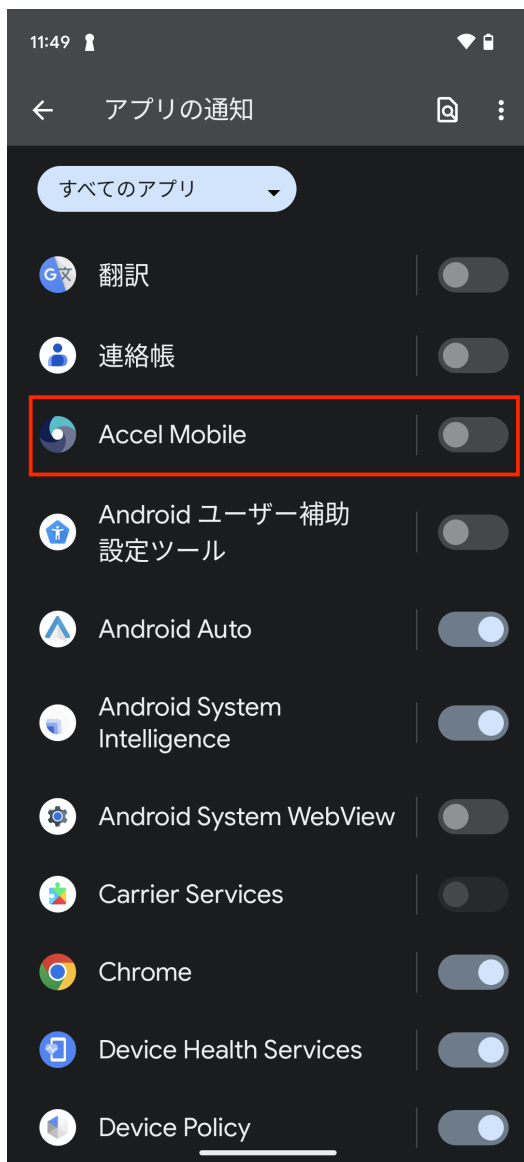 11:49
アプリの通知
すべてのアプリ
翻訳
連絡帳
Accel Mobile
Android ユーザー補助
設定ツール
Android Auto
Android System
Intelligence
Android System WebView
Carrier Services
Chrome
Device Health Services
Device Policy